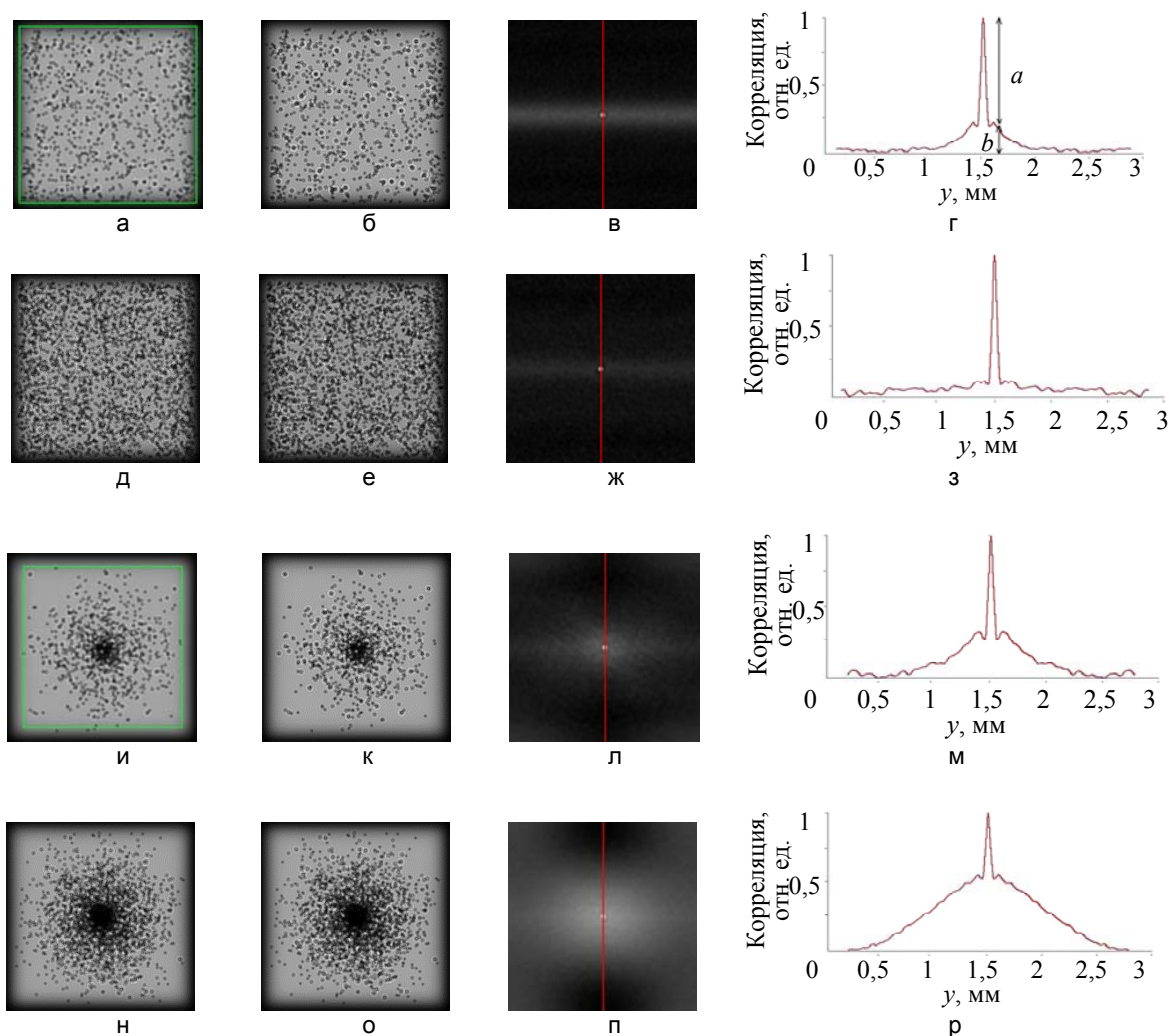 1
Корреляция,
отн. ед.
0,5
a
b
0 0,5 1 1,5 2 2,5 3
y, мм
а б в г
1
Корреляция,
отн. ед.
0,5
0 0,5 1 1,5 2 2,5 3
y, мм
д е ж з
1
Корреляция,
отн. ед.
0,5
0 0,5 1 1,5 2 2,5 3
y, мм
и к л м
1
Корреляция,
отн. ед.
0,5
0 0,5 1 1,5 2 2,5 3
y, мм
н о п р